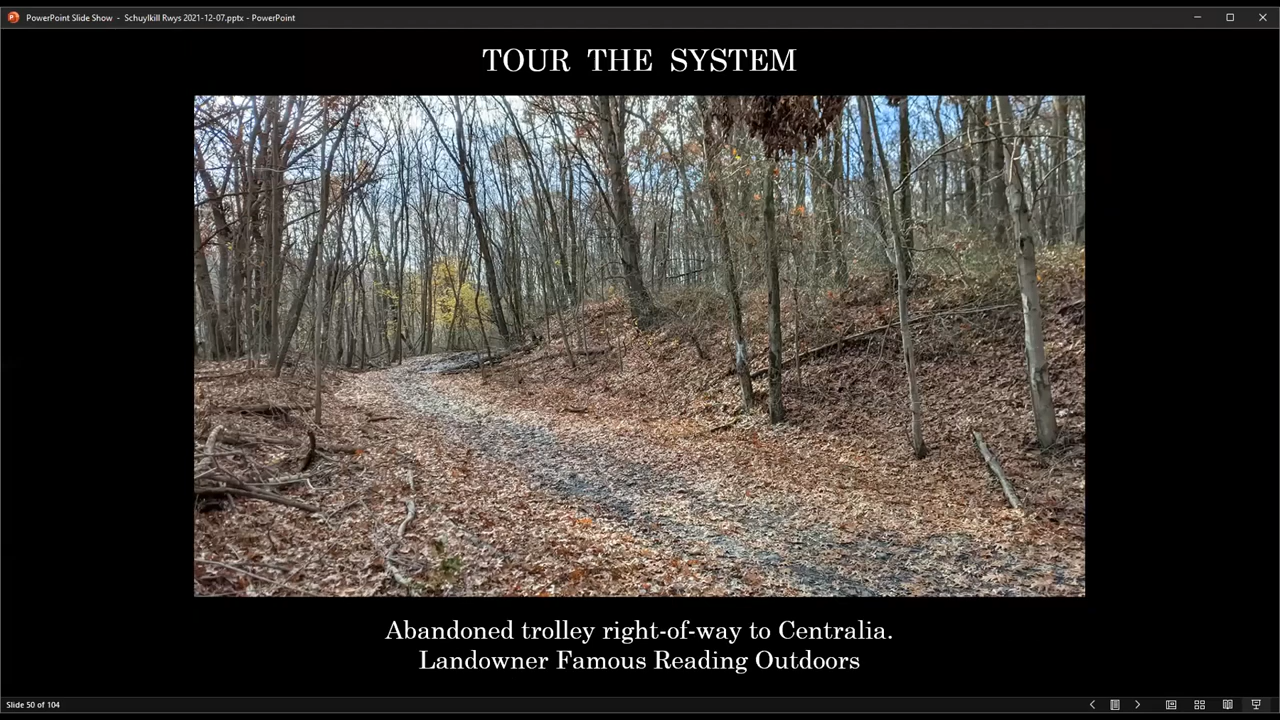 PowerPoint Slide Show - Schuylkill Rwys 2021-12-07.pptx - PowerPoint
TOUR THE SYSTEM
Abandoned trolley right-of-way to Centralia.
Landowner Famous Reading Outdoors
Slide 50 of 104